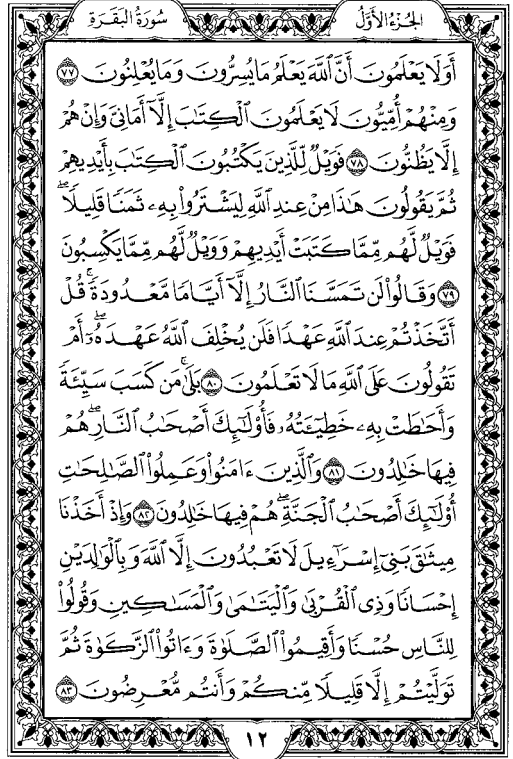 الجُزْءُ الأَوَّلُ سُورَةُ البَقَرَةِ
أَوَلَا يَعْلَمُونَ أَنَّ ٱللَّهَ يَعْلَمُ مَا يُسِرُّونَ وَمَا يُعْلِنُونَ ٧٧
وَمِنْهُمْ أُمِّيُّونَ لَا يَعْلَمُونَ ٱلْكِتَٰبَ إِلَّآ أَمَانِىَّ وَإِنْ هُمْ
إِلَّا يَظُنُّونَ ٧٨ فَوَيْلٌ لِّلَّذِينَ يَكْتُبُونَ ٱلْكِتَٰبَ بِأَيْدِيهِمْ
ثُمَّ يَقُولُونَ هَٰذَا مِنْ عِندِ ٱللَّهِ لِيَشْتَرُوا۟ بِهِۦ ثَمَنًا قَلِيلًا ۖ
فَوَيْلٌ لَّهُم مِّمَّا كَتَبَتْ أَيْدِيهِمْ وَوَيْلٌ لَّهُم مِّمَّا يَكْسِبُونَ
٧٩ وَقَالُوا۟ لَن تَمَسَّنَا ٱلنَّارُ إِلَّآ أَيَّامًا مَّعْدُودَةً ۚ قُلْ
أَتَّخَذْتُمْ عِندَ ٱللَّهِ عَهْدًا فَلَن يُخْلِفَ ٱللَّهُ عَهْدَهُۥٓ ۖ أَمْ
تَقُولُونَ عَلَى ٱللَّهِ مَا لَا تَعْلَمُونَ ٨٠ بَلَىٰ ۚ مَن كَسَبَ سَيِّئَةً
وَأَحَٰطَتْ بِهِۦ خَطِيٓـَٔتُهُۥ فَأُو۟لَٰٓئِكَ أَصْحَٰبُ ٱلنَّارِ ۖ هُمْ
فِيهَا خَٰلِدُونَ ٨١ وَٱلَّذِينَ ءَامَنُوا۟ وَعَمِلُوا۟ ٱلصَّٰلِحَٰتِ
أُو۟لَٰٓئِكَ أَصْحَٰبُ ٱلْجَنَّةِ ۖ هُمْ فِيهَا خَٰلِدُونَ ٨٢ وَإِذْ أَخَذْنَا
مِيثَٰقَ بَنِىٓ إِسْرَٰٓءِيلَ لَا تَعْبُدُونَ إِلَّا ٱللَّهَ وَبِٱلْوَٰلِدَيْنِ
إِحْسَانًا وَذِى ٱلْقُرْبَىٰ وَٱلْيَتَٰمَىٰ وَٱلْمَسَٰكِينِ وَقُولُوا۟
لِلنَّاسِ حُسْنًا وَأَقِيمُوا۟ ٱلصَّلَوٰةَ وَءَاتُوا۟ ٱلزَّكَوٰةَ ثُمَّ
تَوَلَّيْتُمْ إِلَّا قَلِيلًا مِّنكُمْ وَأَنتُم مُّعْرِضُونَ ٨٣
١٢